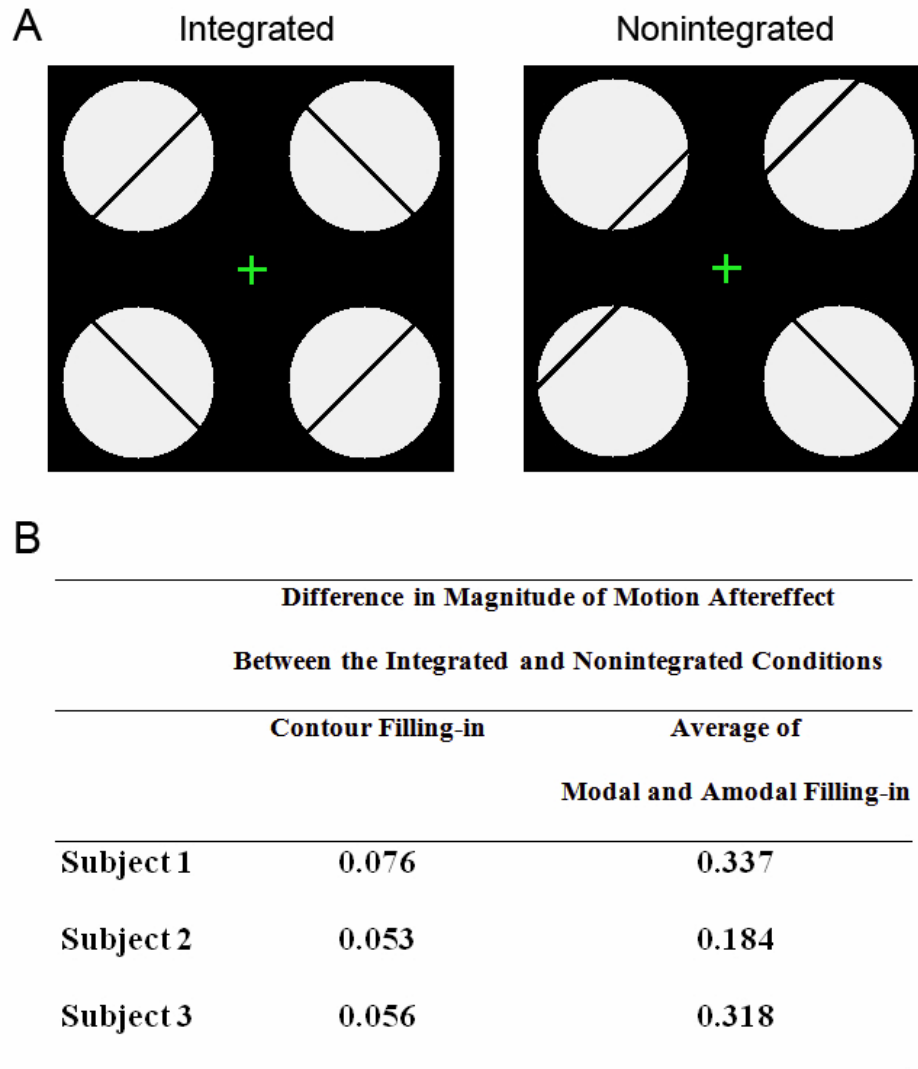 A
Integrated Nonintegrated
B
Difference in Magnitude of Motion Aftereffect
Between the Integrated and Nonintegrated Conditions
Contour Filling-in Average of
Modal and Amodal Filling-in
Subject 1 0.076 0.337
Subject 2 0.053 0.184
Subject 3 0.056 0.318